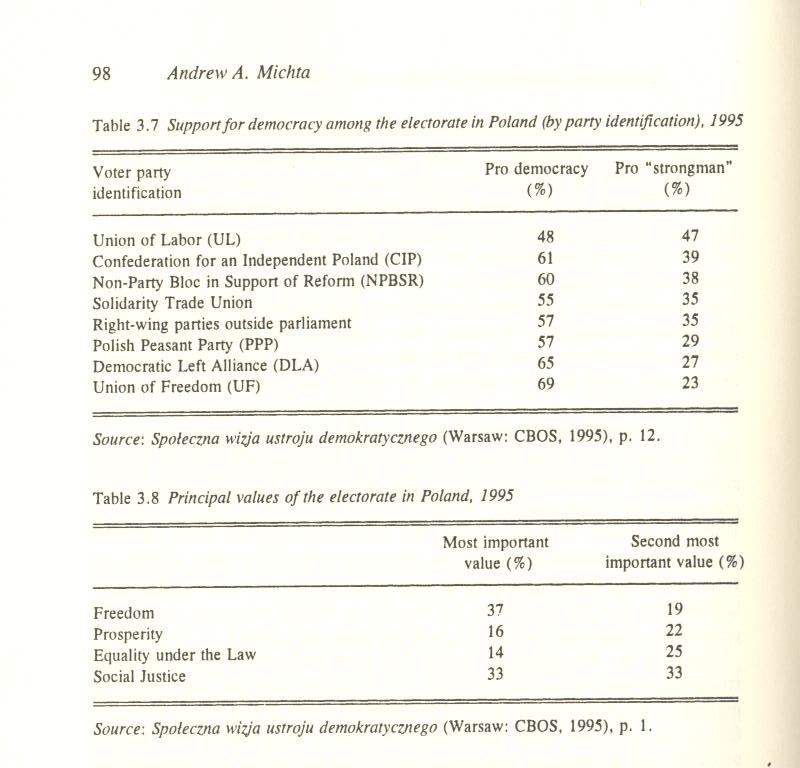 98 Andrew A. Michta
Table 3.7 Support for democracy among the electorate in Poland (by party identification), 1995
Voter party Pro democracy Pro “strongman”
identification (%) (%)
Union of Labor (UL) 48 47
Confederation for an Independent Poland (CIP) 61 39
Non-Party Bloc in Support of Reform (NPBSR) 60 38
Solidarity Trade Union 55 35
Right-wing parties outside parliament 57 35
Polish Peasant Party (PPP) 57 29
Democratic Left Alliance (DLA) 65 27
Union of Freedom (UF) 69 23
Source: Społeczna wizja ustroju demokratycznego (Warsaw: CBOS, 1995), p. 12.
Table 3.8 Principal values of the electorate in Poland, 1995
Most important Second most
value (%) important value (%)
Freedom 37 19
Prosperity 16 22
Equality under the Law 14 25
Social Justice 33 33
Source: Społeczna wizja ustroju demokratycznego (Warsaw: CBOS, 1995), p. 1.